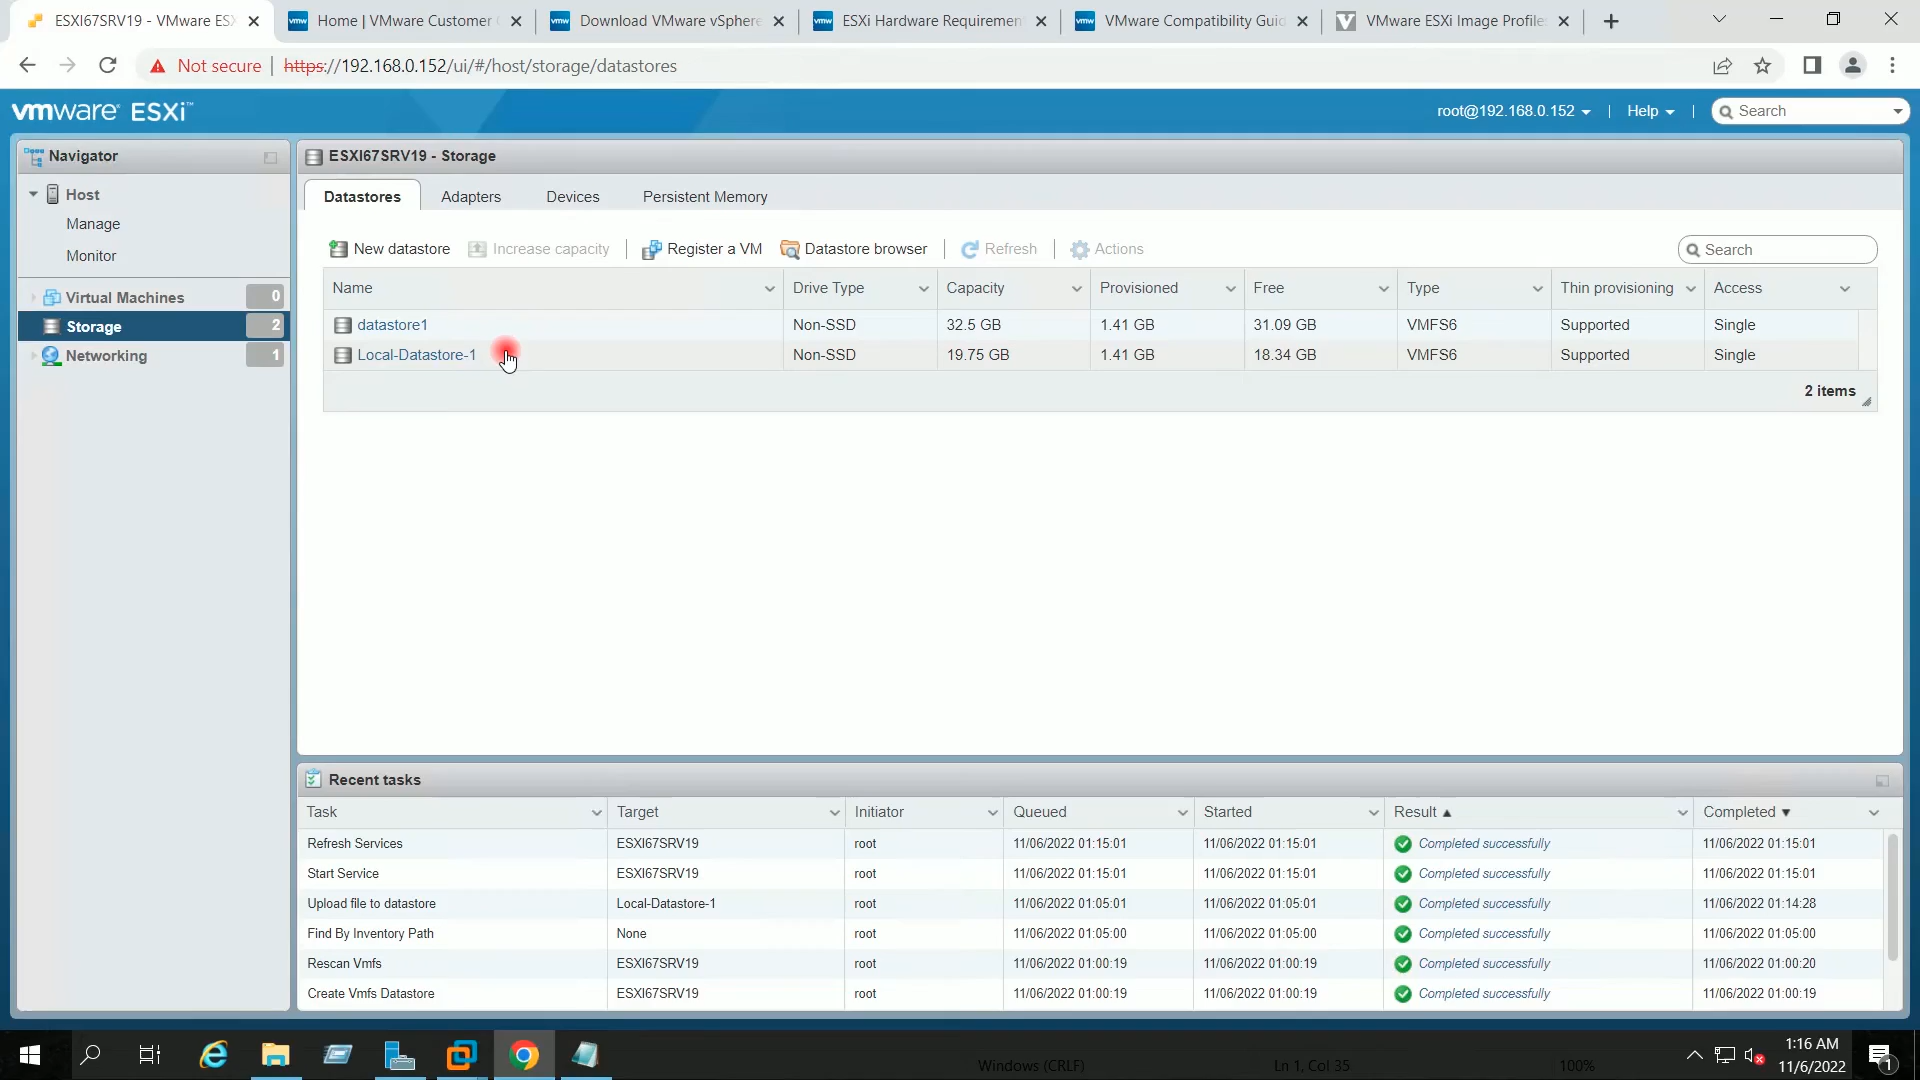 ESXI67SRV19 - VMware ES
Home | VMware Customer
Download VMware vSphere
ESXi Hardware Requiremen
VMware Compatibility Guid
VMware ESXi Image Profile
Not secure
https://192.168.0.152/ui/#/host/storage/datastores
vmware ESXi™
root@192.168.0.152
Help
Search
Navigator
Host
Manage
Monitor
Virtual Machines 0
Storage 2
Networking 1
ESXI67SRV19 - Storage
Datastores Adapters Devices Persistent Memory
New datastore Increase capacity Register a VM Datastore browser Refresh Actions Search
Name Drive Type Capacity Provisioned Free Type Thin provisioning Access
datastore1 Non-SSD 32.5 GB 1.41 GB 31.09 GB VMFS6 Supported Single
Local-Datastore-1 Non-SSD 19.75 GB 1.41 GB 18.34 GB VMFS6 Supported Single
2 items
Recent tasks
Task Target Initiator Queued Started Result Completed
Refresh Services ESXI67SRV19 root 11/06/2022 01:15:01 11/06/2022 01:15:01 Completed successfully 11/06/2022 01:15:01
Start Service ESXI67SRV19 root 11/06/2022 01:15:01 11/06/2022 01:15:01 Completed successfully 11/06/2022 01:15:01
Upload file to datastore Local-Datastore-1 root 11/06/2022 01:05:01 11/06/2022 01:05:01 Completed successfully 11/06/2022 01:14:28
Find By Inventory Path None root 11/06/2022 01:05:00 11/06/2022 01:05:00 Completed successfully 11/06/2022 01:05:00
Rescan Vmfs ESXI67SRV19 root 11/06/2022 01:00:19 11/06/2022 01:00:19 Completed successfully 11/06/2022 01:00:20
Create Vmfs Datastore ESXI67SRV19 root 11/06/2022 01:00:19 11/06/2022 01:00:19 Completed successfully 11/06/2022 01:00:19
Windows (CRLF) Ln 1, Col 35 100%
1:16 AM
11/6/2022
1